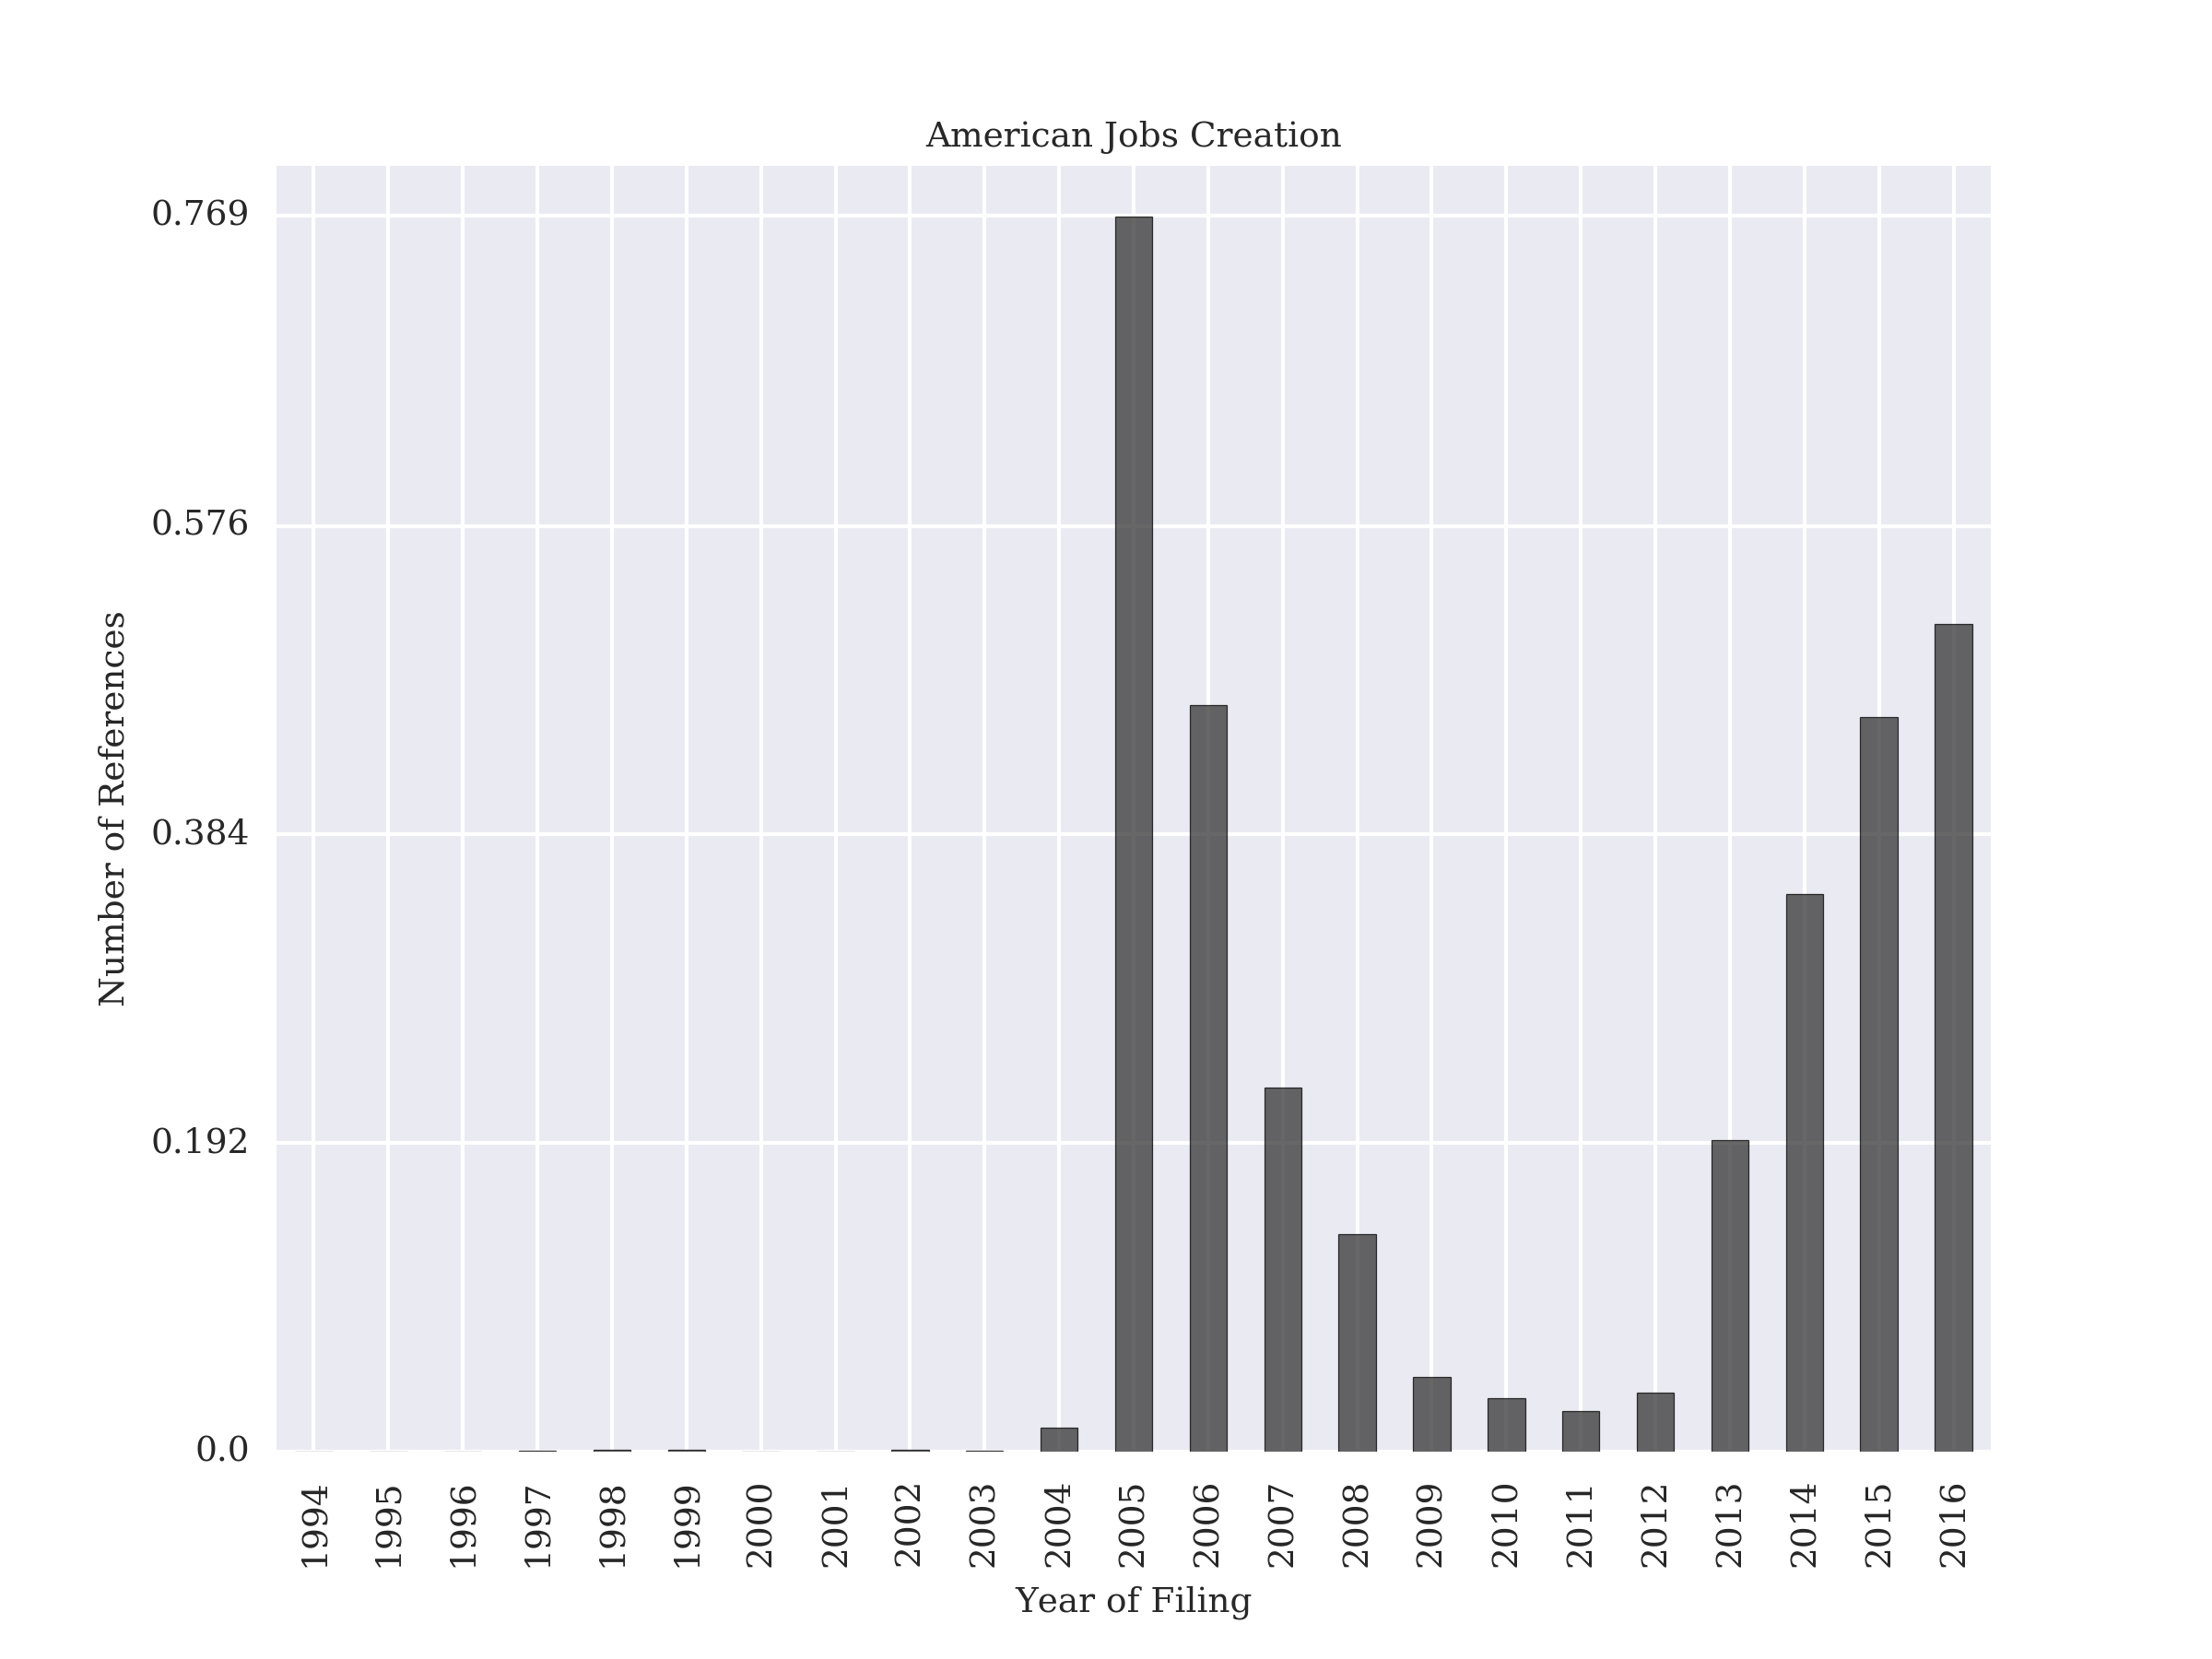 American Jobs Creation
Number of References
0.769
0.576
0.384
0.192
0.0
1994 1995 1996 1997 1998 1999 2000 2001 2002 2003 2004 2005 2006 2007 2008 2009 2010 2011 2012 2013 2014 2015 2016
Year of Filing